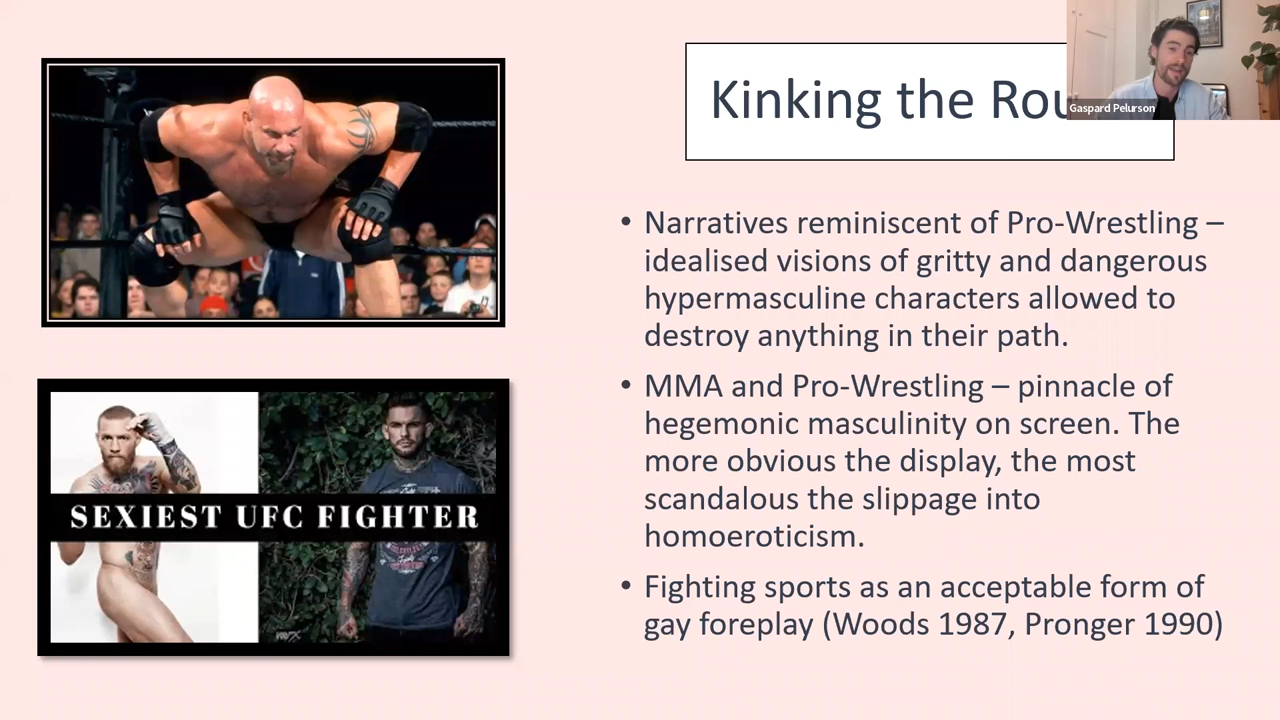 Kinking the Rou
Gaspard Pelurson
• Narratives reminiscent of Pro-Wrestling –
idealised visions of gritty and dangerous
hypermasculine characters allowed to
destroy anything in their path.
• MMA and Pro-Wrestling – pinnacle of
hegemonic masculinity on screen. The
more obvious the display, the most
scandalous the slippage into
homoeroticism.
• Fighting sports as an acceptable form of
gay foreplay (Woods 1987, Pronger 1990)
SEXIEST UFC FIGHTER